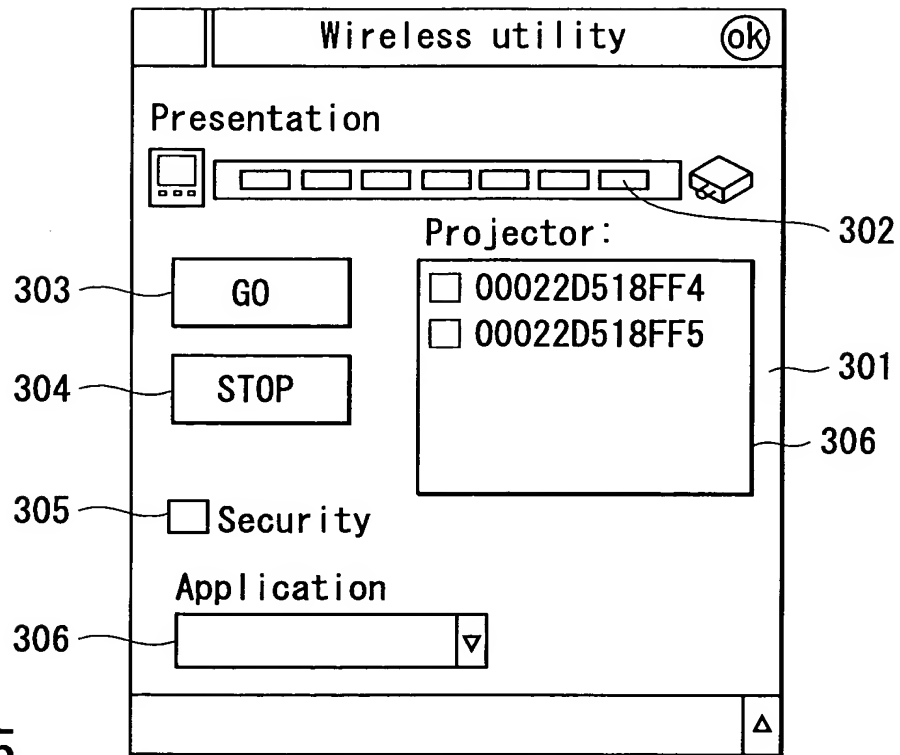 Wireless utility ok
Presentation
302
Projector:
303 GO 00022D518FF4
00022D518FF5
304 STOP 301
306
305 Security
Application
306